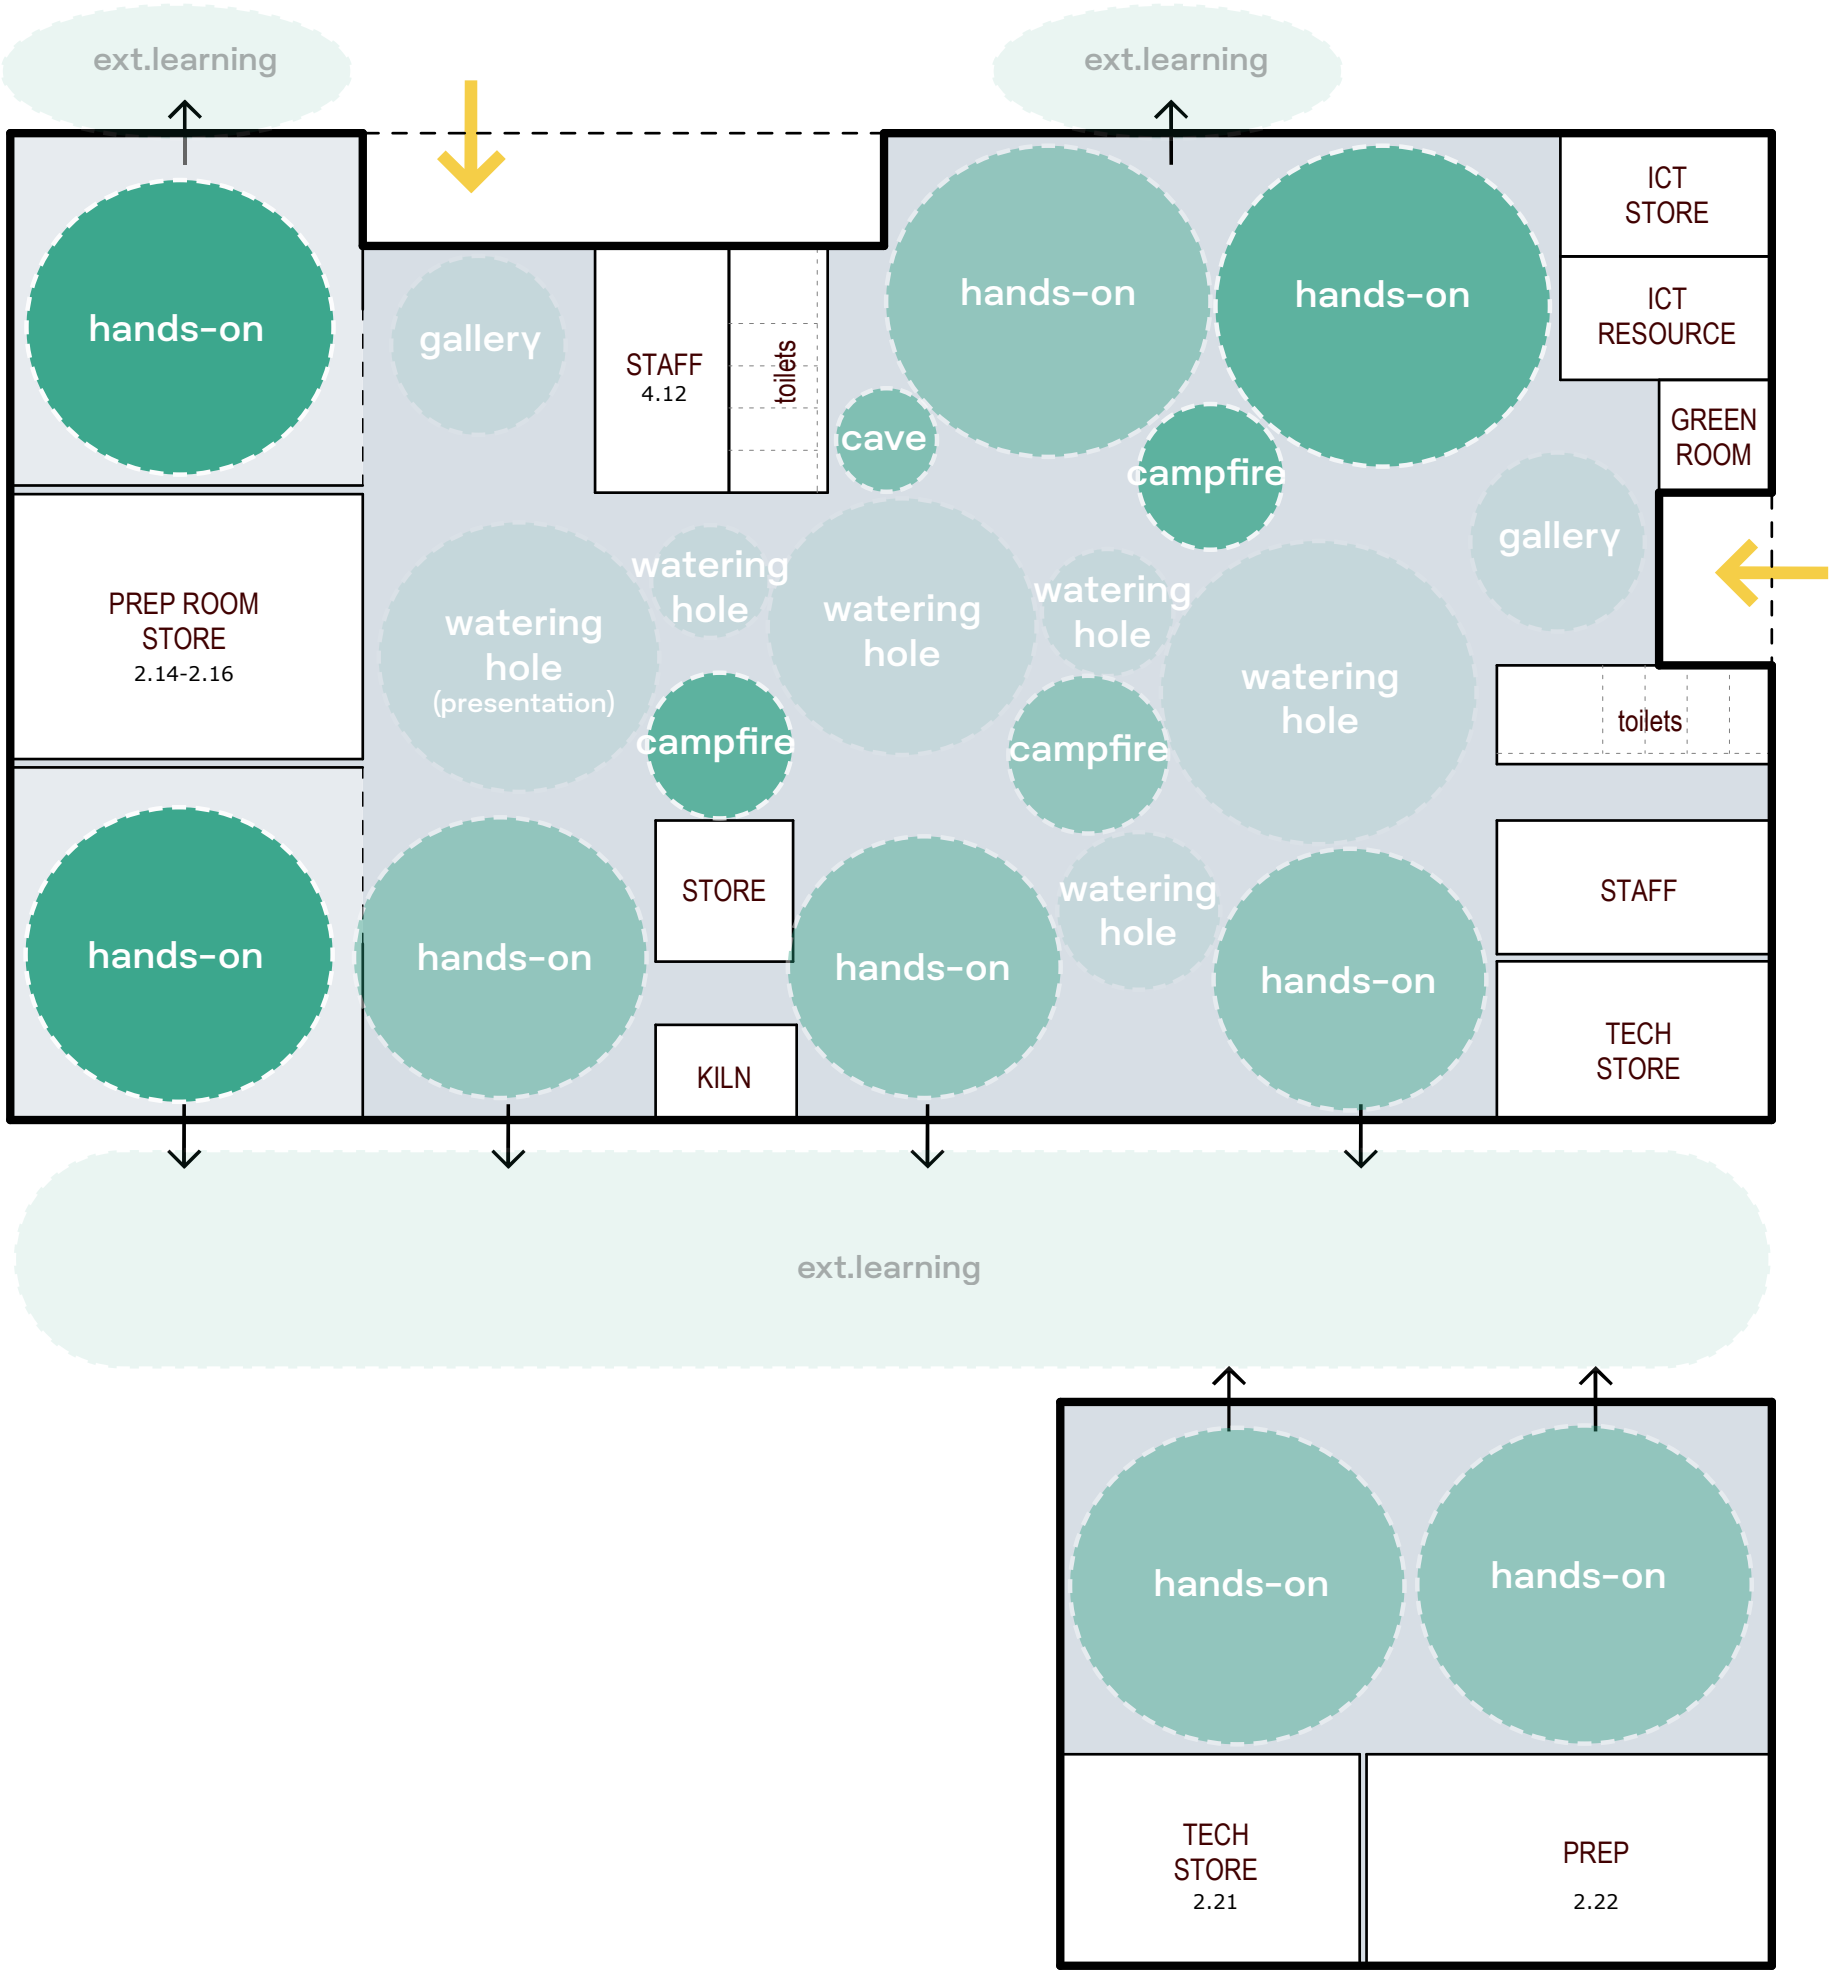 ext.learning
ext.learning
hands-on
gallery
STAFF
4.12
toilets
cave
hands-on
hands-on
campfire
ICT
STORE
ICT
RESOURCE
GREEN
ROOM
gallery
PREP ROOM
STORE
2.14-2.16
watering
hole
(presentation)
watering
hole
watering
hole
watering
hole
watering
hole
toilets
campfire
campfire
hands-on
hands-on
STORE
KILN
hands-on
watering
hole
hands-on
STAFF
TECH
STORE
ext.learning
hands-on
hands-on
TECH
STORE
2.21
PREP
2.22